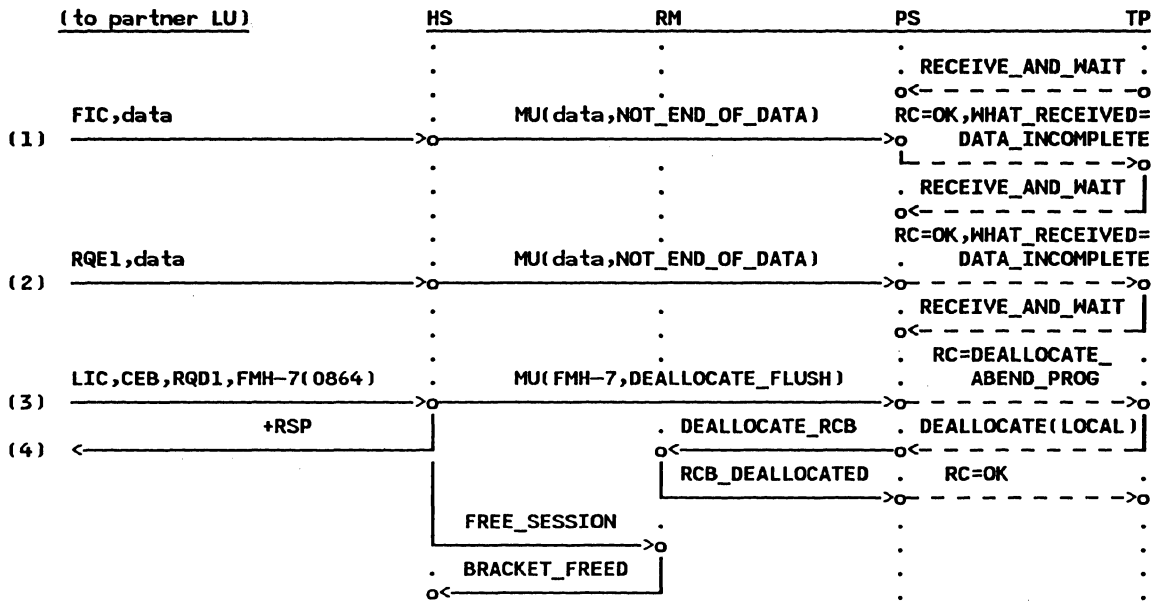 (to partner LU) HS RM PS TP
RECEIVE_AND_WAIT
FIC,data MU(data,NOT_END_OF_DATA) RC=OK,WHAT_RECEIVED=
(1) DATA_INCOMPLETE
RECEIVE_AND_WAIT
RC=OK,WHAT_RECEIVED=
RQE1,data MU(data,NOT_END_OF_DATA) DATA_INCOMPLETE
(2)
RECEIVE_AND_WAIT
RC=DEALLOCATE_
LIC,CEB,RQD1,FMH-7(0864) MU(FMH-7,DEALLOCATE_FLUSH) ABEND_PROG
(3)
+RSP DEALLOCATE_RCB DEALLOCATE(LOCAL)
(4)
RCB_DEALLOCATED RC=OK
FREE_SESSION
BRACKET_FREED